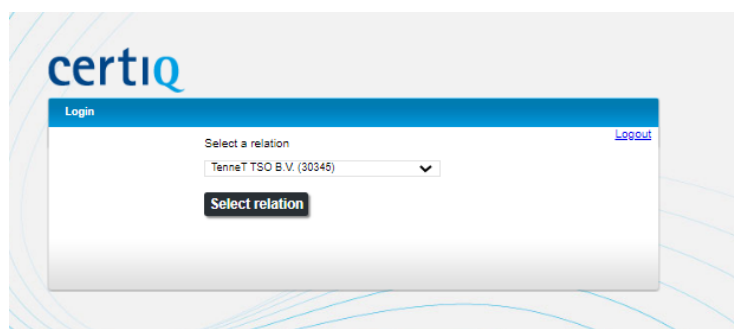 certiQ
Login
Logout
Select a relation
TenneT TSO B.V. (30345)
Select relation